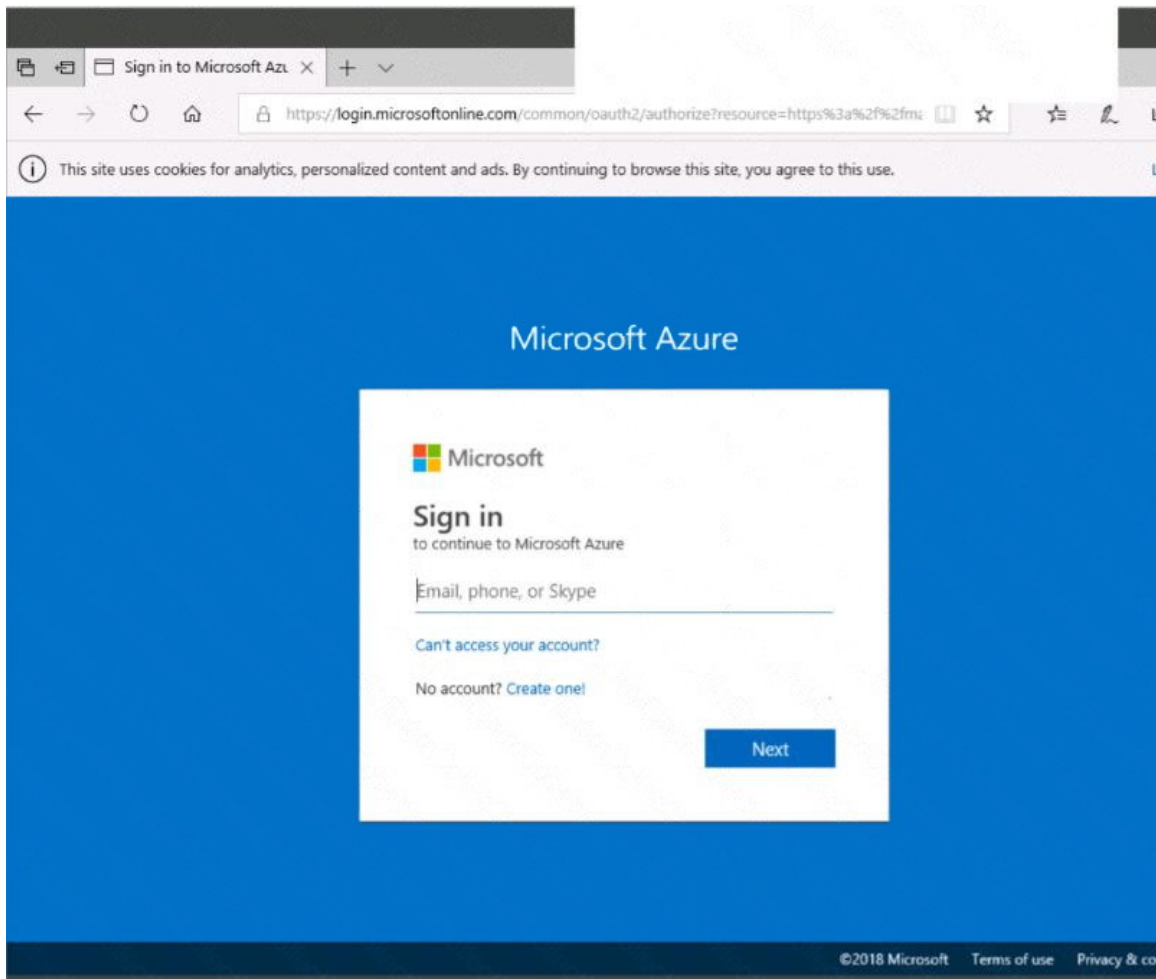 Sign in to Micro​soft Az
https://login.microsoftonline.com/common/oauth2/authorize?resource=https%3a%2f%2fma
This site uses cookies for analytics, personalized content and ads. By continuing to browse this site, you agree to this use.
Microsoft Azure
Microsoft
Sign in
to continue to Microsoft Azure
Email, phone, or Skype
Can't access your account?
No account? Create one!
Next
©2018 Microsoft Terms of use Privacy & co